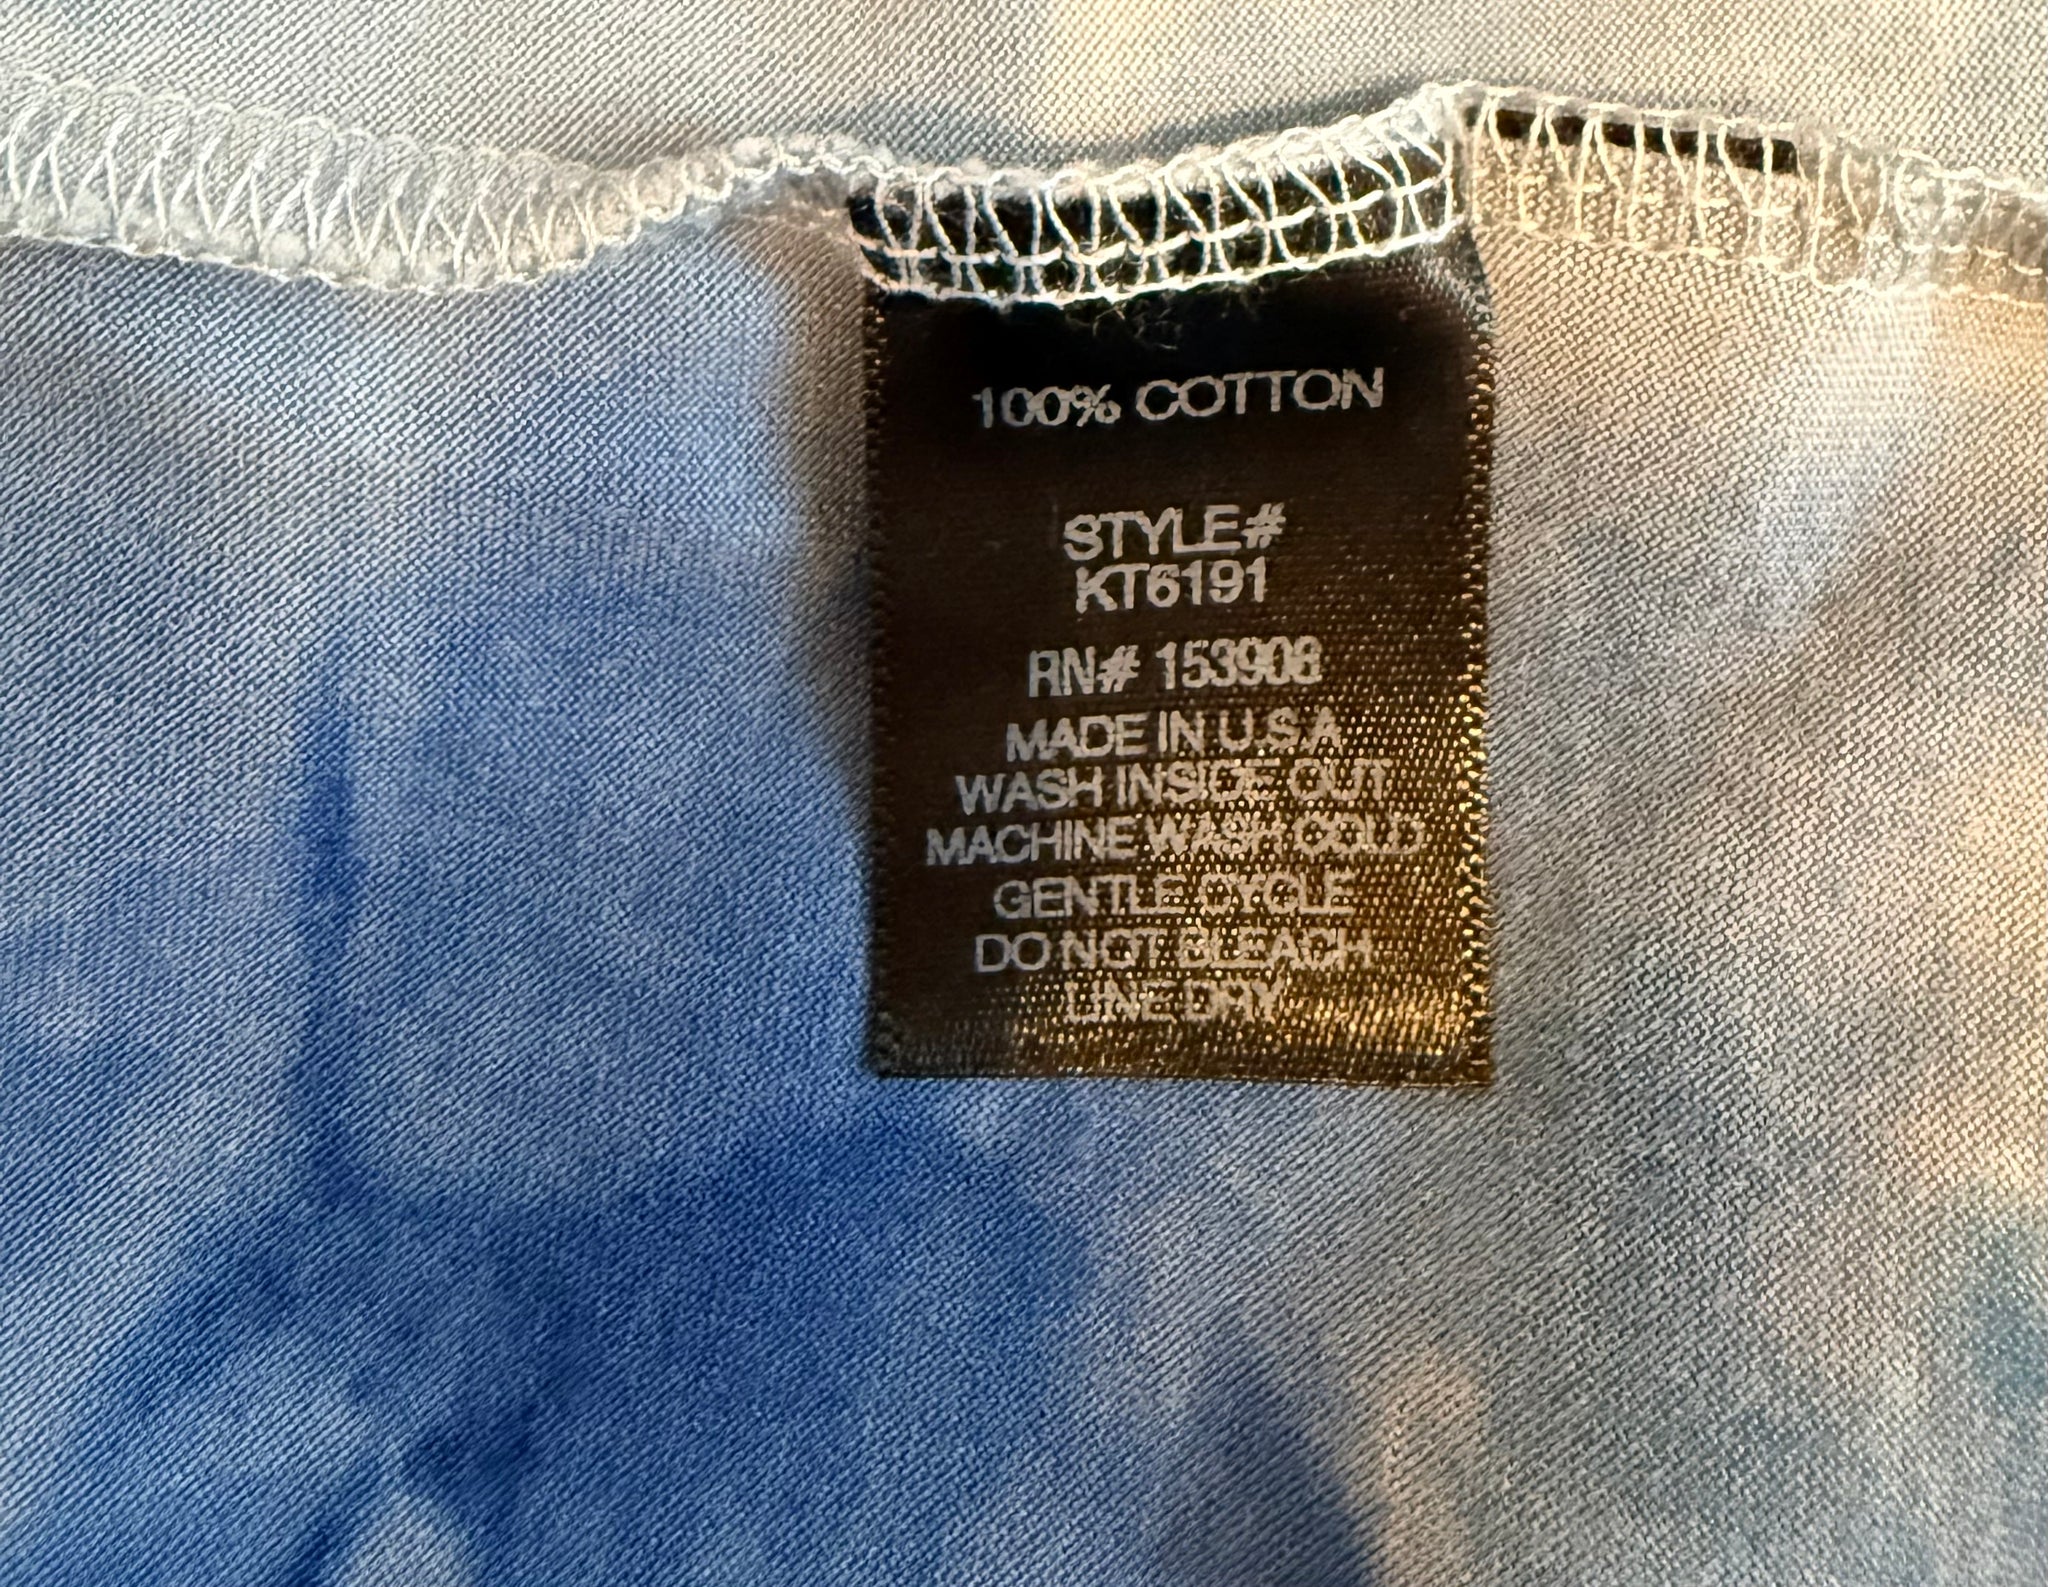 100% COTTON
STYLE#
KT6191
RN# 153908
MADE IN U.S.A
WASH INSIDE OUT
MACHINE WASH COLD
GENTLE CYCLE
DO NOT BLEACH
LINE DRY